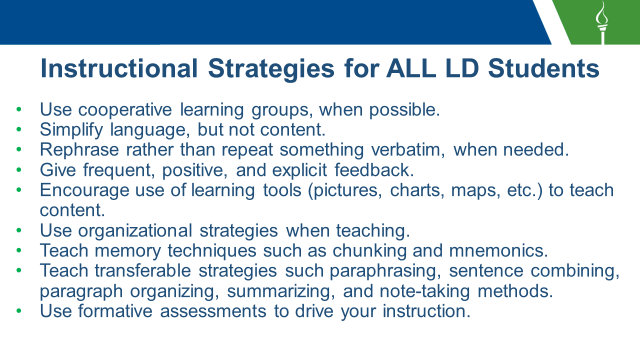 Instructional Strategies for ALL LD Students
• Use cooperative learning groups, when possible.
• Simplify language, but not content.
• Rephrase rather than repeat something verbatim, when needed.
• Give frequent, positive, and explicit feedback.
• Encourage use of learning tools (pictures, charts, maps, etc.) to teach
content.
• Use organizational strategies when teaching.
• Teach memory techniques such as chunking and mnemonics.
• Teach transferable strategies such paraphrasing, sentence combining,
paragraph organizing, summarizing, and note-taking methods.
• Use formative assessments to drive your instruction.